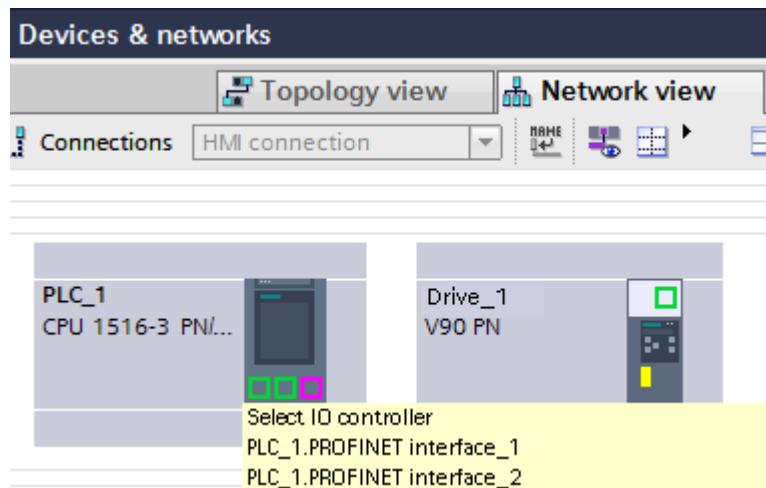 Devices & networks
Topology view
Network view
Connections
HMI connection
NAME
PLC_1
CPU 1516-3 PN/...
Drive_1
V90 PN
Select IO controller
PLC_1.PROFINET interface_1
PLC_1.PROFINET interface_2